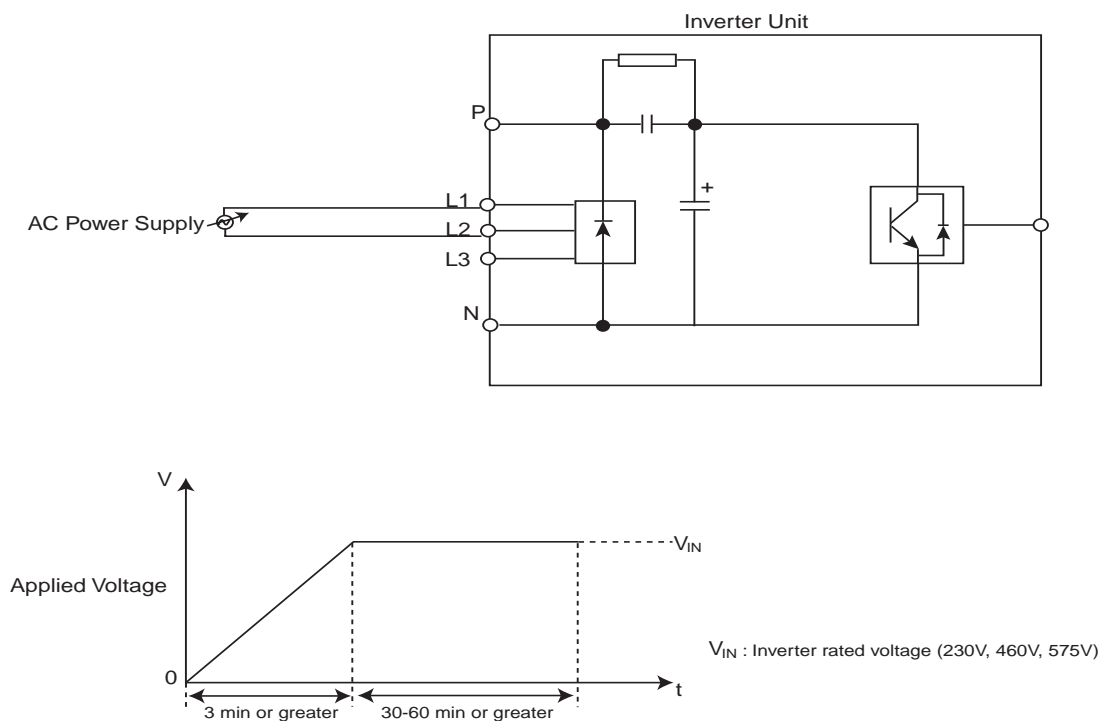 Inverter Unit
P
L1
+
AC Power Supply
L2
L3
N
V
VIN
Applied Voltage
VIN : Inverter rated voltage (230V, 460V, 575V)
0
t
3 min or greater
30-60 min or greater